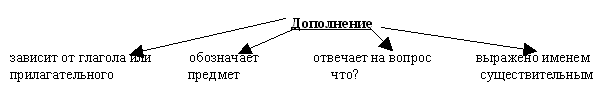 Дополнение
зависит от глагола или обозначает отвечает на вопрос выражено именем
прилагательного предмет что? существительным